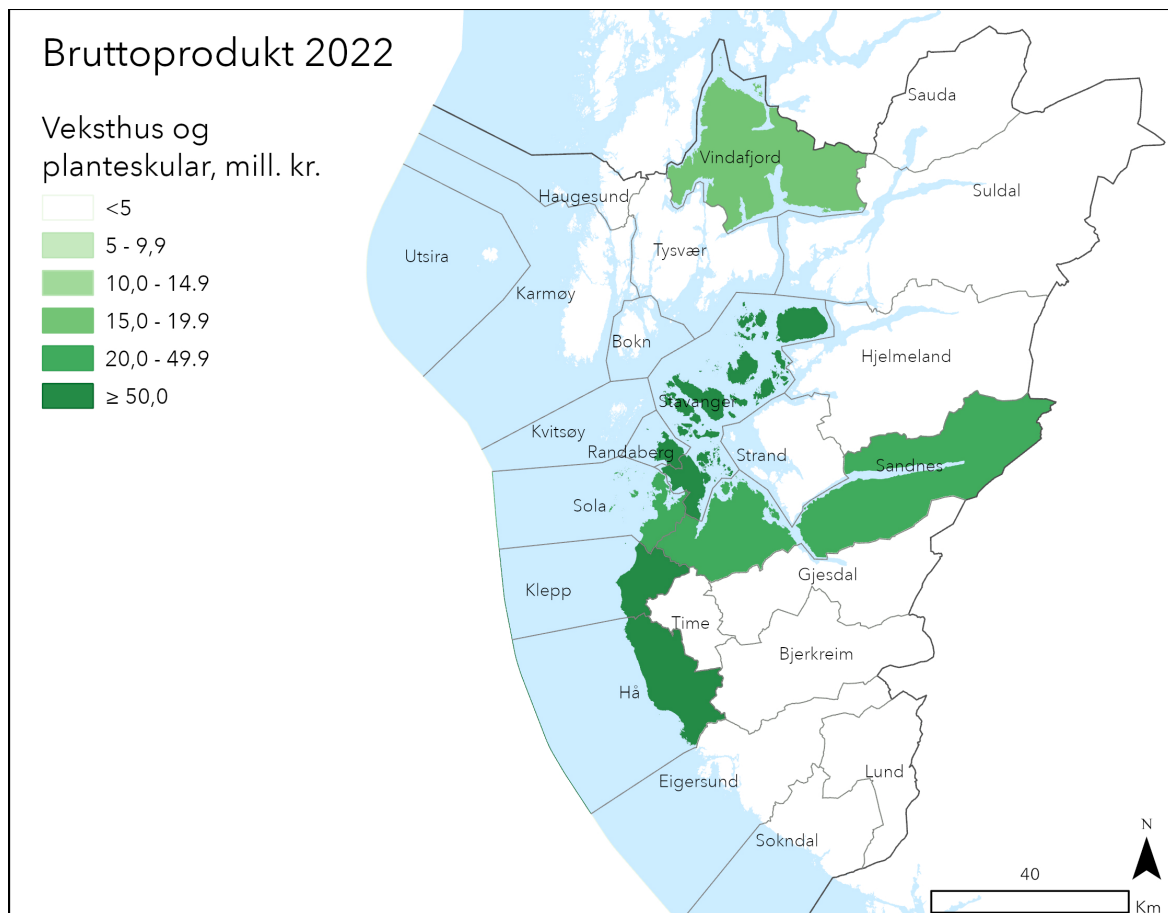 Bruttoprodukt 2022
Veksthus og
planteskular, mill. kr.
<5
5 - 9,9
10,0 - 14.9
15,0 - 19.9
20,0 - 49.9
≥ 50,0
Sauda
Vindafjord
Suldal
Haugesund
Tysvær
Utsira
Karmøy
Bokn
Hjelmeland
Stavanger
Kvitsøy
Randaberg
Strand
Sandnes
Sola
Gjesdal
Klepp
Time
Bjerkreim
Hå
Eigersund
Lund
Sokndal
N
40
Km